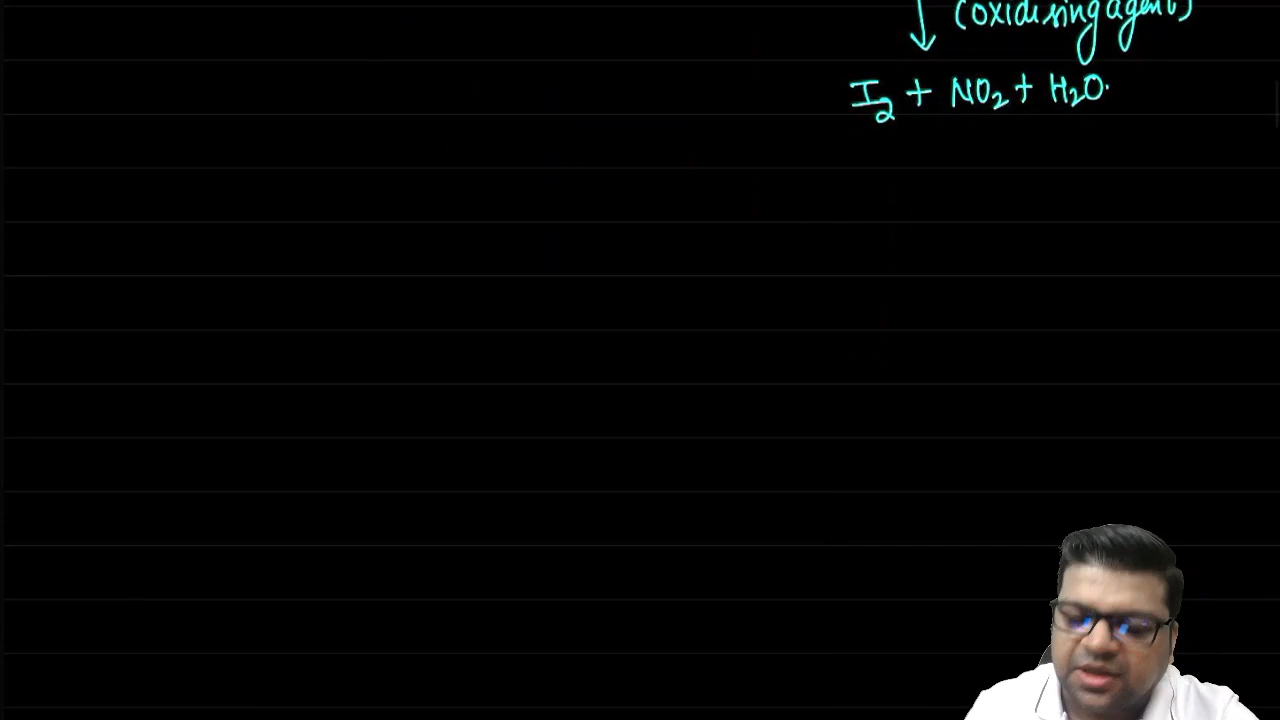 (oxidising agent)
I2 + NO2 + H2O.